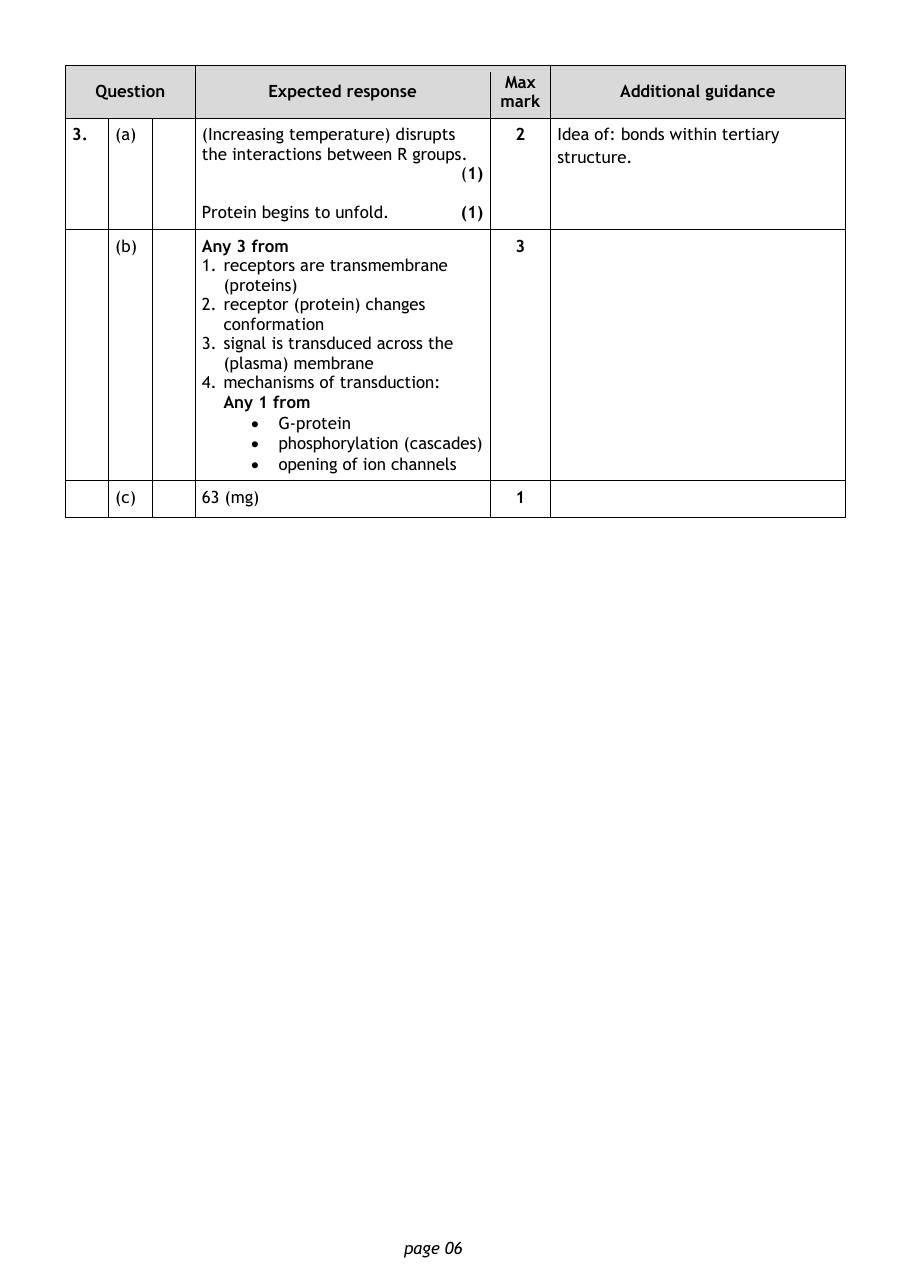 Question Expected response Max mark Additional guidance
3. (a) (Increasing temperature) disrupts 2 Idea of: bonds within tertiary
the interactions between R groups. structure.
(1)
Protein begins to unfold. (1)
(b) Any 3 from 3
1. receptors are transmembrane
(proteins)
2. receptor (protein) changes
conformation
3. signal is transduced across the
(plasma) membrane
4. mechanisms of transduction:
Any 1 from
• G-protein
• phosphorylation (cascades)
• opening of ion channels
(c) 63 (mg) 1
page 06